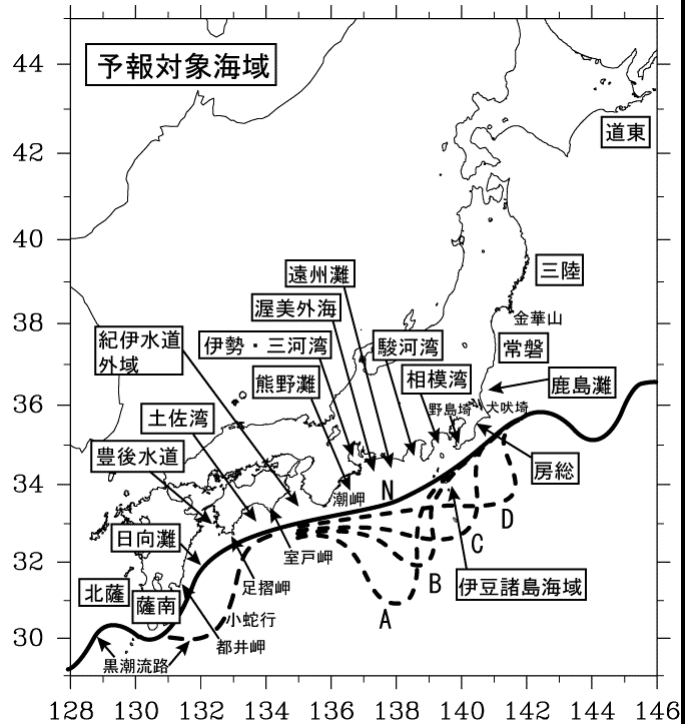 44
42
40
38
36
34
32
30
予報対象海域
道東
三陸
金華山
遠州灘
渥美外海
常磐
紀伊水道
外域
伊勢・三河湾
駿河湾
熊野灘
相模湾
鹿島灘
野島埼
犬吠埼
土佐湾
豊後水道
房総
潮岬
N
D
日向灘
室戸岬
C
足摺岬
B
伊豆諸島海域
北薩
薩南
小蛇行
A
都井岬
黒潮流路
128 130 132 134 136 138 140 142 144 146